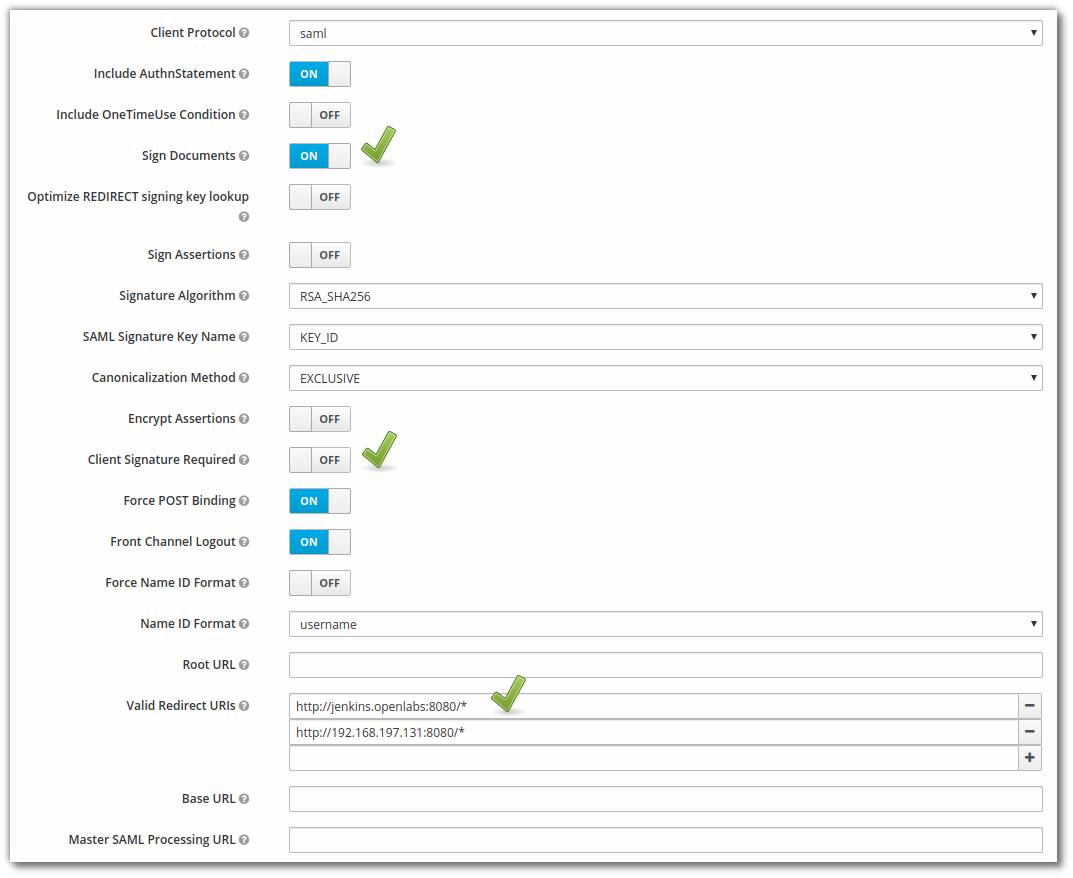 Client Protocol
saml
Include AuthnStatement
ON
Include OneTimeUse Condition
OFF
Sign Documents
ON
Optimize REDIRECT signing key lookup
OFF
Sign Assertions
OFF
Signature Algorithm
RSA_SHA256
SAML Signature Key Name
KEY_ID
Canonicalization Method
EXCLUSIVE
Encrypt Assertions
OFF
Client Signature Required
OFF
Force POST Binding
ON
Front Channel Logout
ON
Force Name ID Format
OFF
Name ID Format
username
Root URL
Valid Redirect URIs
http://jenkins.openlabs:8080/*
http://192.168.197.131:8080/*
Base URL
Master SAML Processing URL